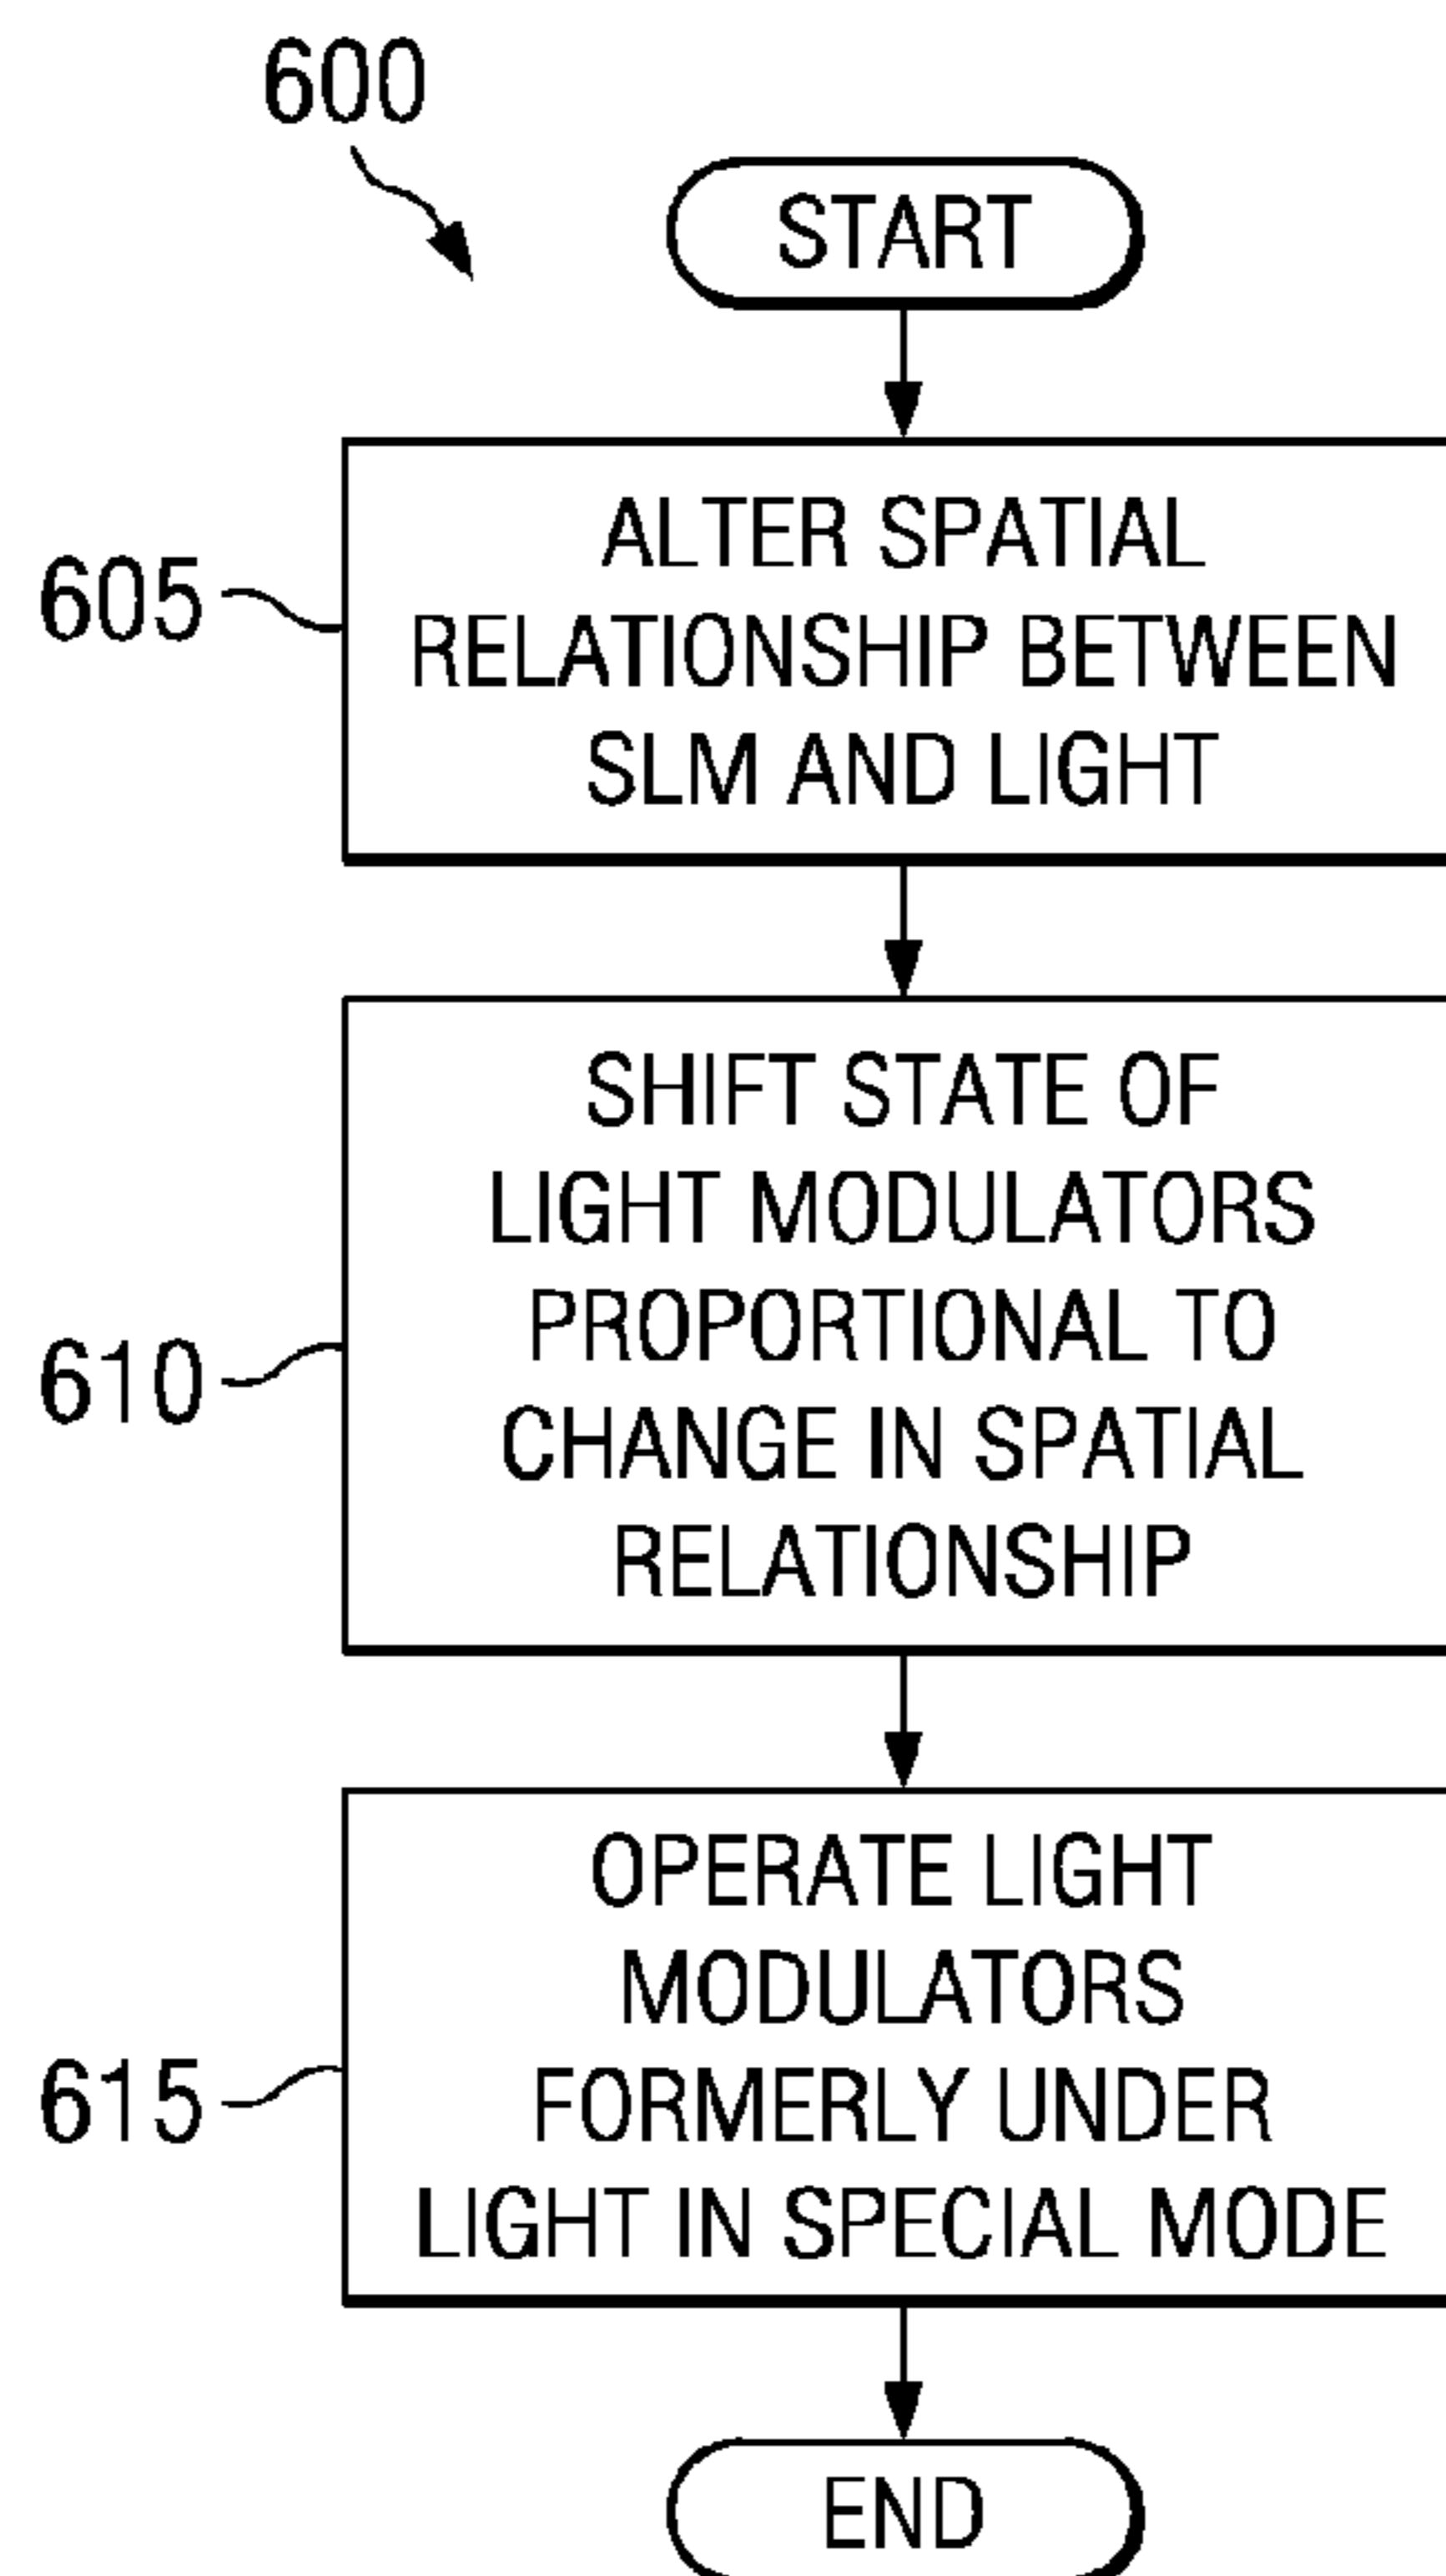 600
START
605
ALTER SPATIAL
RELATIONSHIP BETWEEN
SLM AND LIGHT
610
SHIFT STATE OF
LIGHT MODULATORS
PROPORTIONAL TO
CHANGE IN SPATIAL
RELATIONSHIP
615
OPERATE LIGHT
MODULATORS
FORMERLY UNDER
LIGHT IN SPECIAL MODE
END